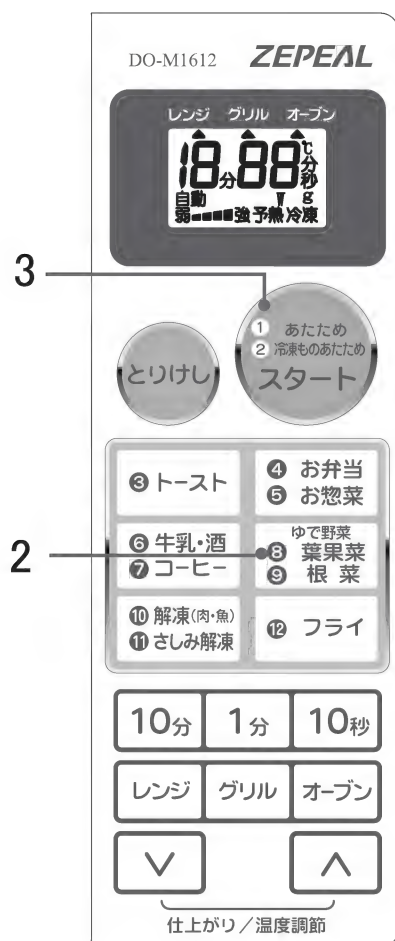 DO-M1612 ZEPEAL
レンジ グリル オーブン
18分88℃分秒g
自動
弱 強 予熱 冷凍
3
① あたため
② 冷凍ものあたため
スタート
とりけし
❸ トースト
❹ お弁当
❺ お惣菜
2
❻ 牛乳・酒
❼ コーヒー
ゆで野菜
❽ 葉果菜
❾ 根菜
❿ 解凍(肉・魚)
⓫ さしみ解凍
⓬ フライ
10分 1分 10秒
レンジ グリル オーブン
仕上がり/温度調節